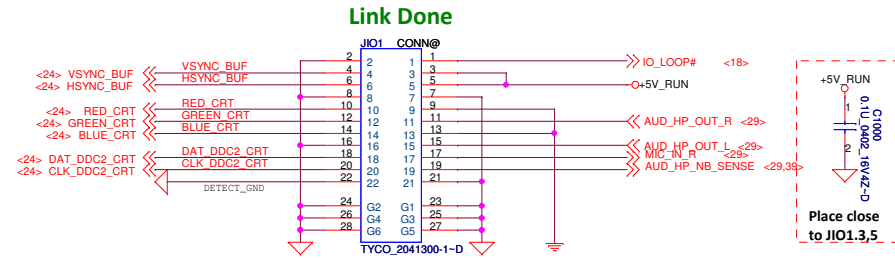 Link Done
JIO1 CONN@
VSYNC_BUF 2 2 1 1 IO_LOOP# <18>
<24> VSYNC_BUF HSYNC_BUF 4 4 3 3
<24> HSYNC_BUF 6 6 5 5 +5V_RUN
8 8 7 7
<24> RED_CRT RED_CRT 10 10 9 9
<24> GREEN_CRT GREEN_CRT 12 12 11 11 AUD_HP_OUT_R <29>
<24> BLUE_CRT BLUE_CRT 14 14 13 13
16 16 15 15 AUD_HP_OUT_L <29>
<24> DAT_DDC2_CRT DAT_DDC2_CRT 18 18 17 17 MIC_IN_R <29>
<24> CLK_DDC2_CRT CLK_DDC2_CRT 20 20 19 19 AUD_HP_NB_SENSE <29,39>
DETECT_GND 22 22 21 21
24 G2 G1 23
26 G4 G3 25
28 G6 G5 27
TYCO_2041300-1~D
+5V_RUN
1
2
C1000
0.1U_0402_16V4Z~D
Place close
to JIO1.3,5